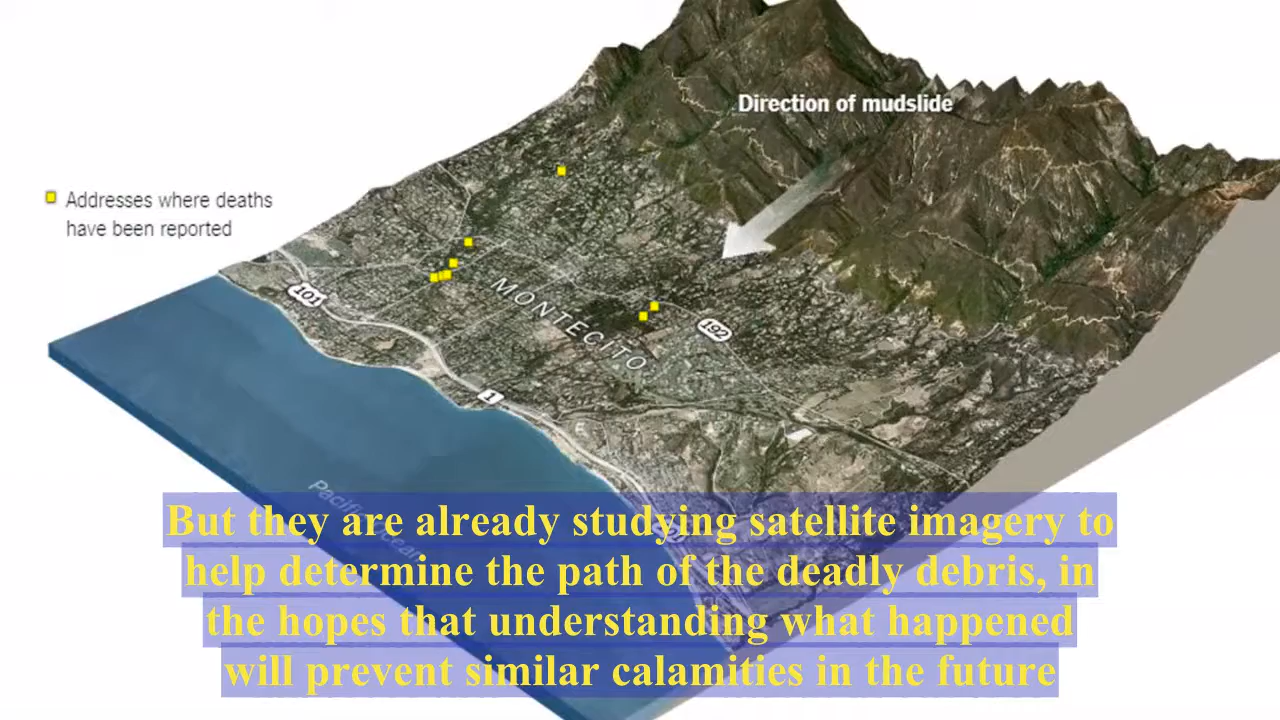 Direction of mudslide
Addresses where deaths
have been reported
101
MONTECITO
192
1
Pacific Ocean
But they are already studying satellite imagery to
help determine the path of the deadly debris, in
the hopes that understanding what happened
will prevent similar calamities in the future